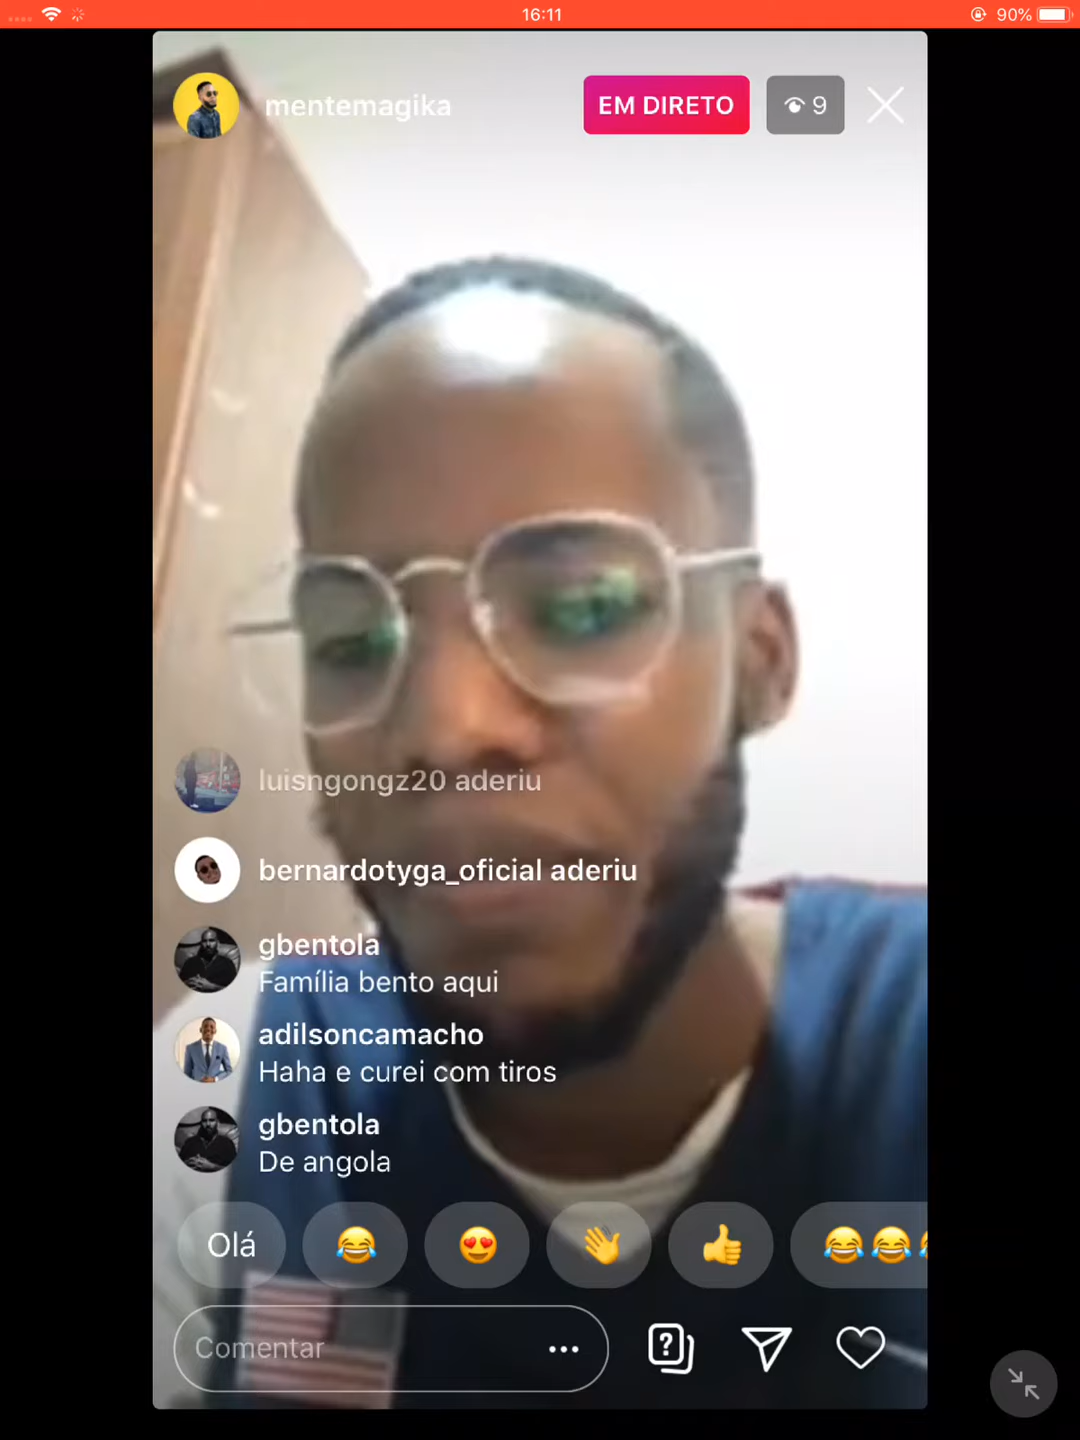 16:11
90%
mentemagika
EM DIRETO
9
luisngongz20 aderiu
bernardotyga_oficial aderiu
gbentola
Família bento aqui
adilsoncamacho
Haha e curei com tiros
gbentola
De angola
Olá
Comentar